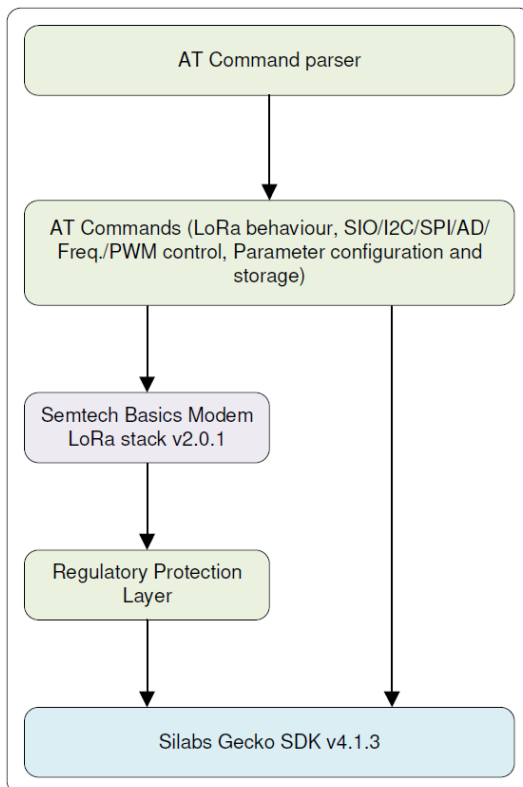 AT Command parser
AT Commands (LoRa behaviour, SIO/I2C/SPI/AD/
Freq./PWM control, Parameter configuration and
storage)
Semtech Basics Modem
LoRa stack v2.0.1
Regulatory Protection
Layer
Silabs Gecko SDK v4.1.3